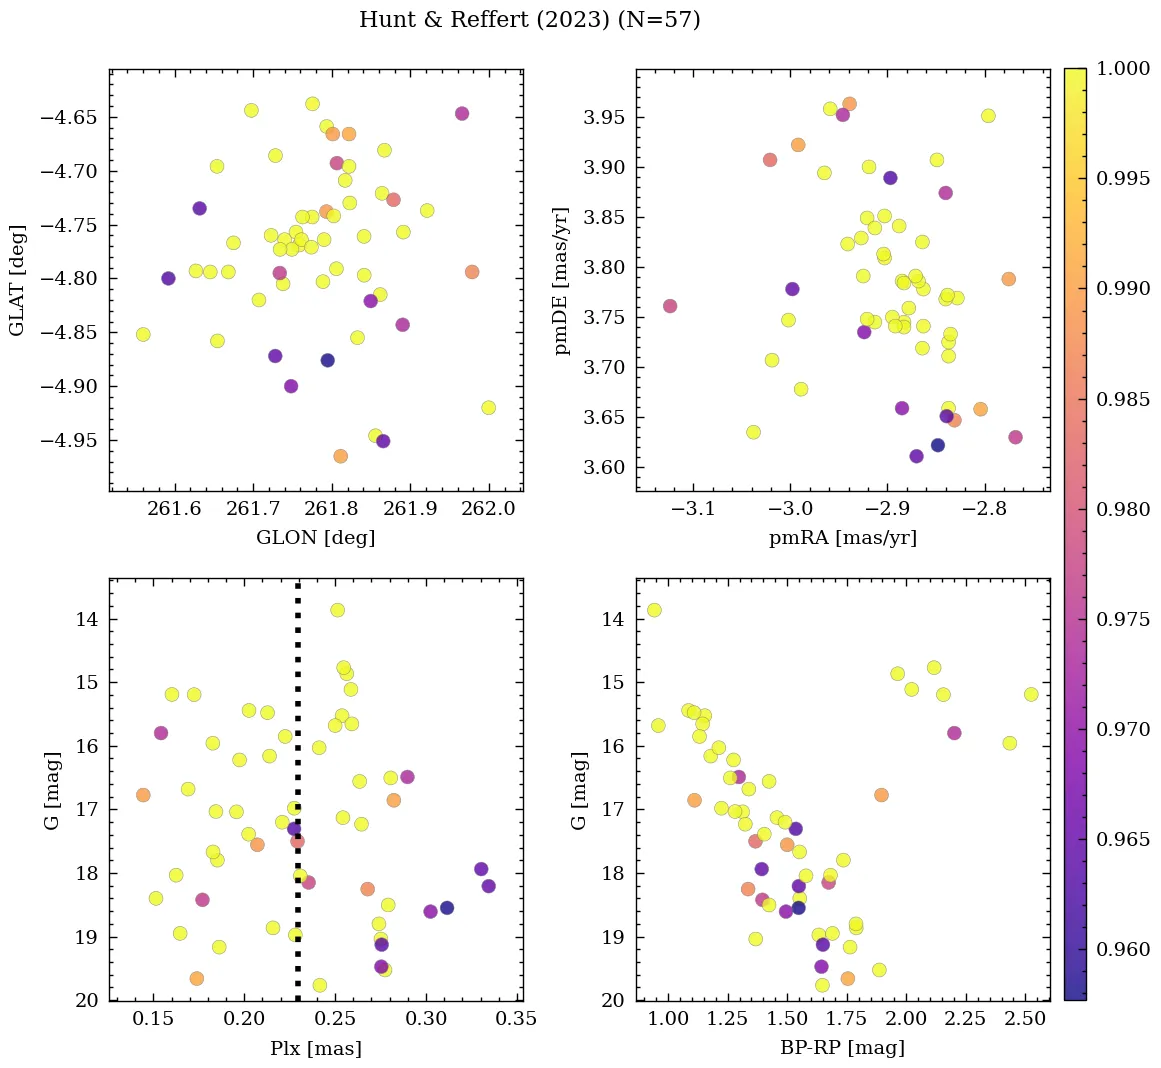 Hunt & Reffert (2023) (N=57)
GLAT [deg]
−4.65
−4.70
−4.75
−4.80
−4.85
−4.90
−4.95
261.6 261.7 261.8 261.9 262.0
GLON [deg]
pmDE [mas/yr]
3.95
3.90
3.85
3.80
3.75
3.70
3.65
3.60
−3.1 −3.0 −2.9 −2.8
pmRA [mas/yr]
G [mag]
14
15
16
17
18
19
20
0.15 0.20 0.25 0.30 0.35
Plx [mas]
G [mag]
14
15
16
17
18
19
20
1.00 1.25 1.50 1.75 2.00 2.25 2.50
BP-RP [mag]
1.000
0.995
0.990
0.985
0.980
0.975
0.970
0.965
0.960